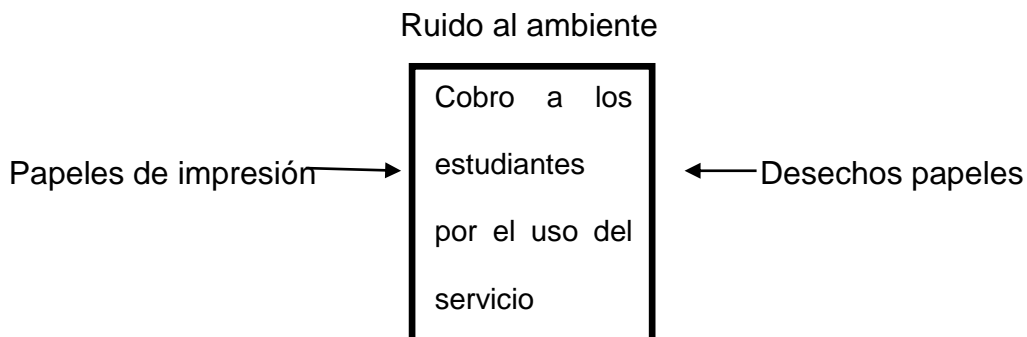 Ruido al ambiente
Cobro a los
estudiantes
por el uso del
servicio
Papeles de impresión
Desechos papeles